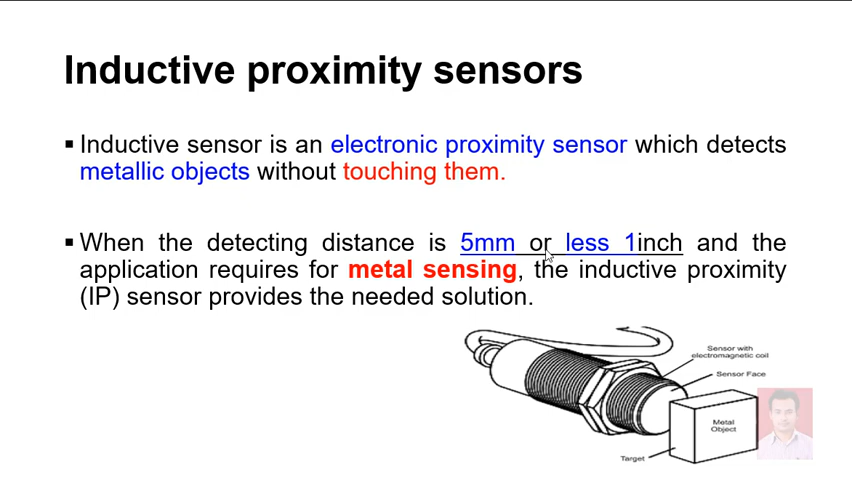 Inductive proximity sensors
▪ Inductive sensor is an electronic proximity sensor which detects
metallic objects without touching them.
▪ When the detecting distance is 5mm or less 1inch and the
application requires for metal sensing, the inductive proximity
(IP) sensor provides the needed solution.
Sensor with
electromagnetic coil
Sensor Face
Metal
Object
Target